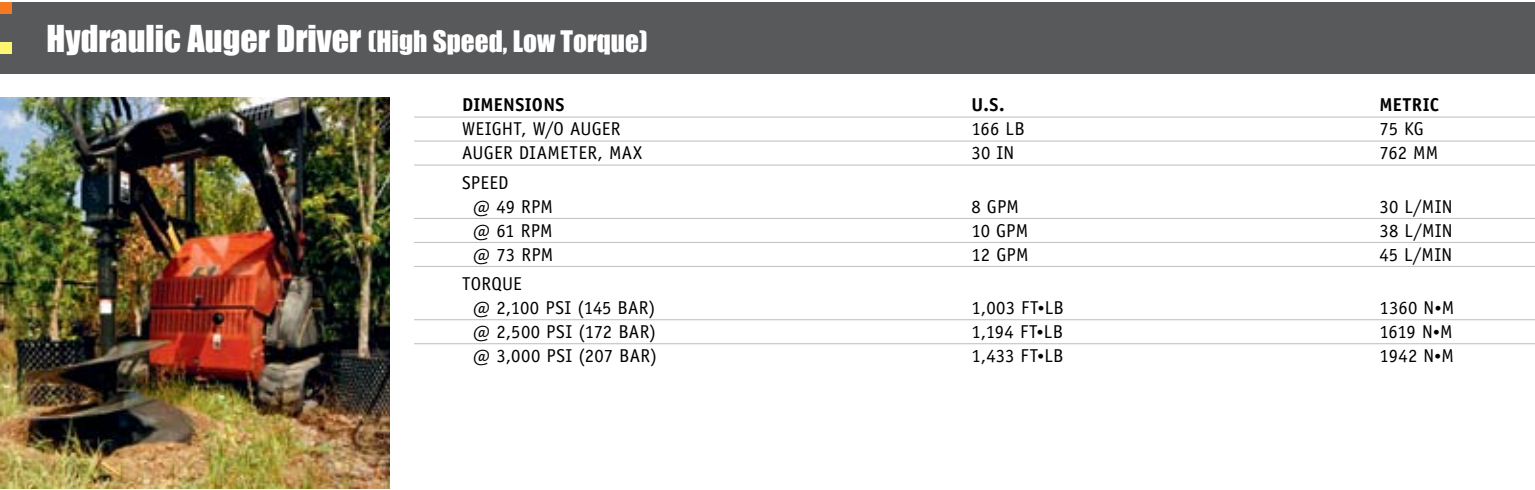 Hydraulic Auger Driver (High Speed, Low Torque)
DIMENSIONS U.S. METRIC
WEIGHT, W/O AUGER 166 LB 75 KG
AUGER DIAMETER, MAX 30 IN 762 MM
SPEED
@ 49 RPM 8 GPM 30 L/MIN
@ 61 RPM 10 GPM 38 L/MIN
@ 73 RPM 12 GPM 45 L/MIN
TORQUE
@ 2,100 PSI (145 BAR) 1,003 FT•LB 1360 N•M
@ 2,500 PSI (172 BAR) 1,194 FT•LB 1619 N•M
@ 3,000 PSI (207 BAR) 1,433 FT•LB 1942 N•M